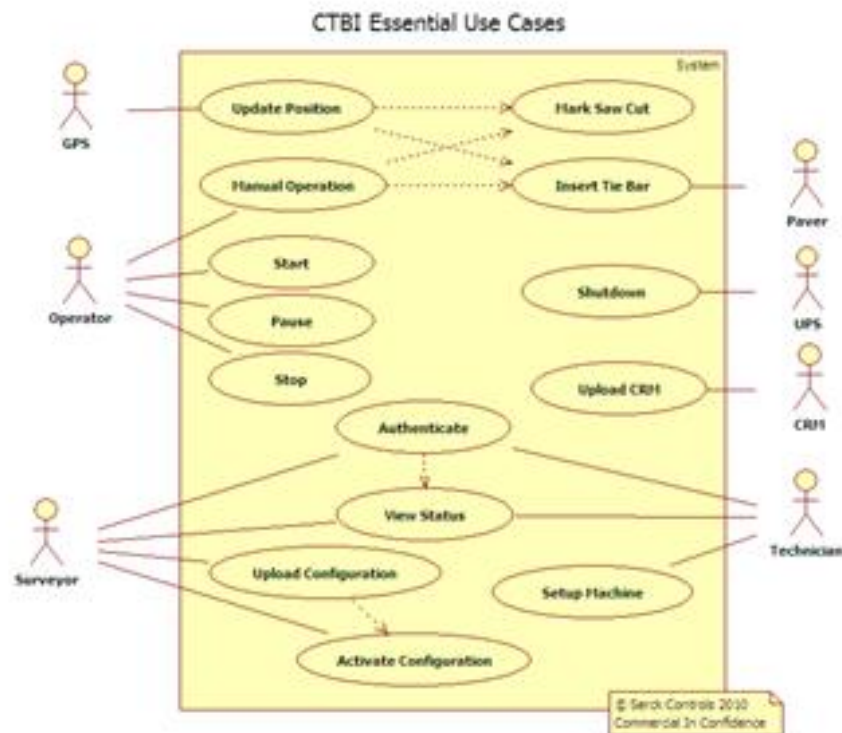 CTBI Essential Use Cases
System
Update Position
Mark Saw Cut
GPS
Manual Operation
Insert Tie Bar
Paver
Operator
Start
Shutdown
UPS
Pause
Stop
Upload CRM
CRM
Authenticate
View Status
Technician
Surveyor
Upload Configuration
Setup Machine
Activate Configuration
© Serck Controls 2010
Commercial In Confidence